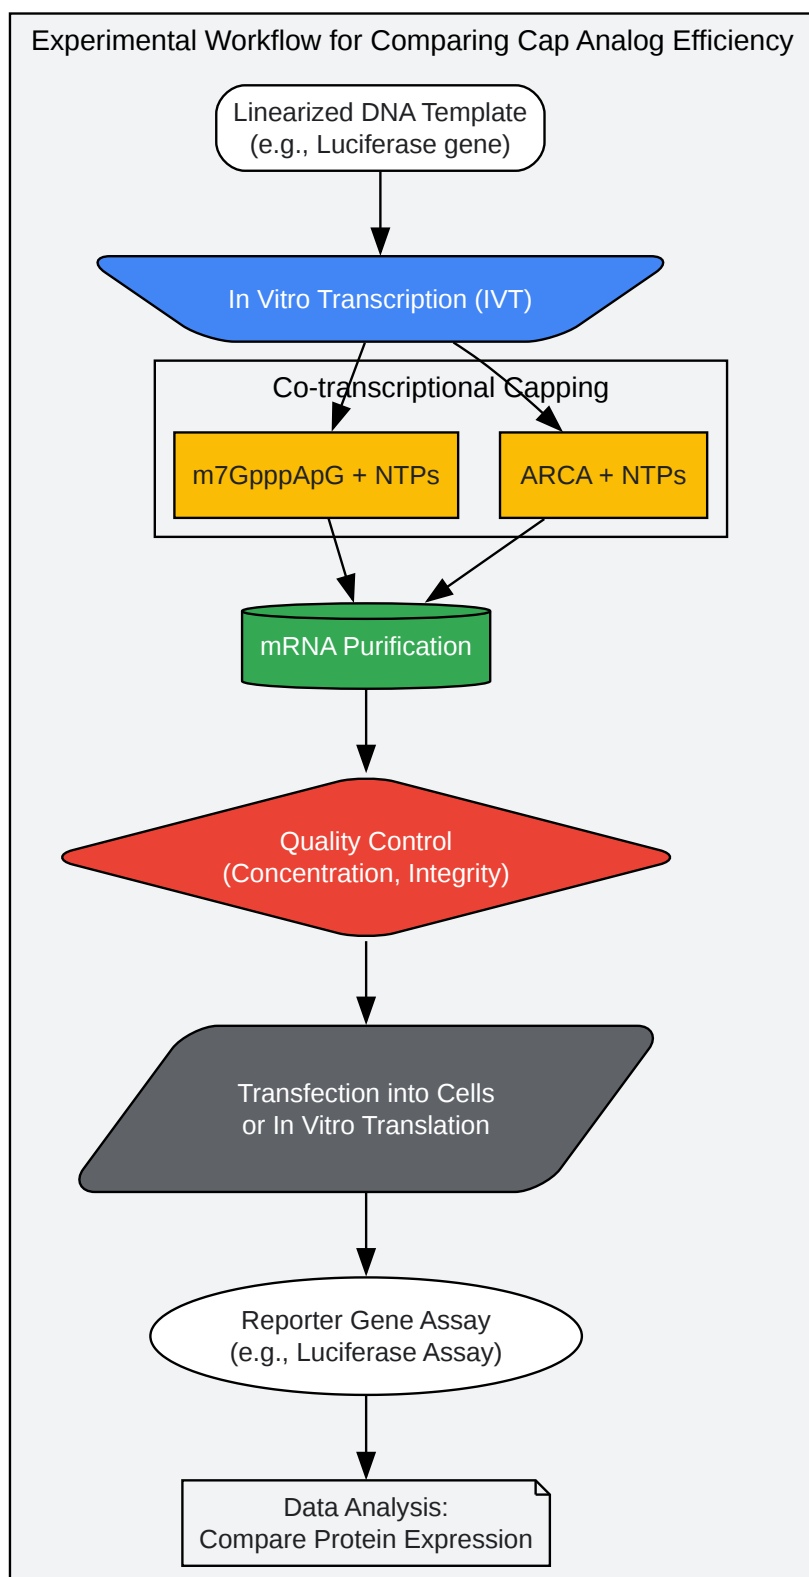 Experimental Workflow for Comparing Cap Analog Efficiency
Linearized DNA Template
(e.g., Luciferase gene)
In Vitro Transcription (IVT)
Co-transcriptional Capping
m7GpppApG + NTPs
ARCA + NTPs
mRNA Purification
Quality Control
(Concentration, Integrity)
Transfection into Cells
or In Vitro Translation
Reporter Gene Assay
(e.g., Luciferase Assay)
Data Analysis:
Compare Protein Expression